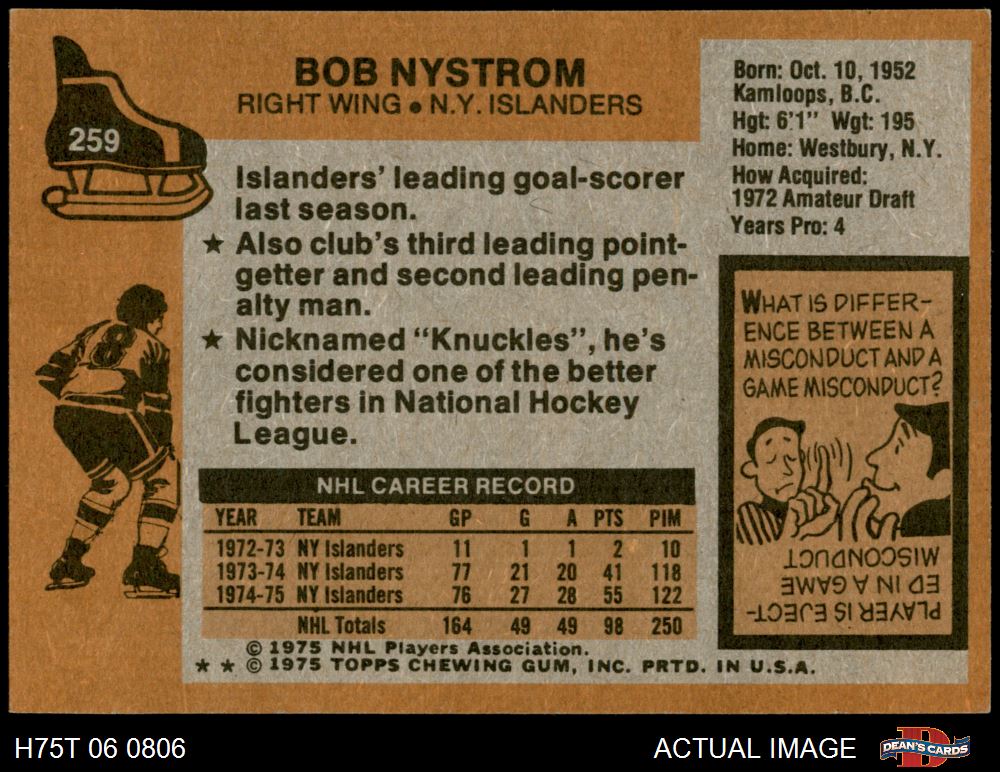 259
BOB NYSTROM
RIGHT WING • N.Y. ISLANDERS
Born: Oct. 10, 1952
Kamloops, B.C.
Hgt: 6'1" Wgt: 195
Home: Westbury, N.Y.
How Acquired:
1972 Amateur Draft
Years Pro: 4
Islanders' leading goal-scorer
last season.
★ Also club's third leading point-
getter and second leading pen-
alty man.
★ Nicknamed "Knuckles", he's
considered one of the better
fighters in National Hockey
League.
8
WHAT IS DIFFER-
ENCE BETWEEN A
MISCONDUCT AND A
GAME MISCONDUCT?
PLAYER IS EJECT-
ED IN A GAME
MISCONDUCT
NHL CAREER RECORD
YEAR TEAM GP G A PTS PIM
1972-73 NY Islanders 11 1 1 2 10
1973-74 NY Islanders 77 21 20 41 118
1974-75 NY Islanders 76 27 28 55 122
NHL Totals 164 49 49 98 250
© 1975 NHL Players Association.
★ ★ © 1975 TOPPS CHEWING GUM, INC. PRTD. IN U.S.A.
H75T 06 0806
ACTUAL IMAGE
D
DEAN'S CARDS